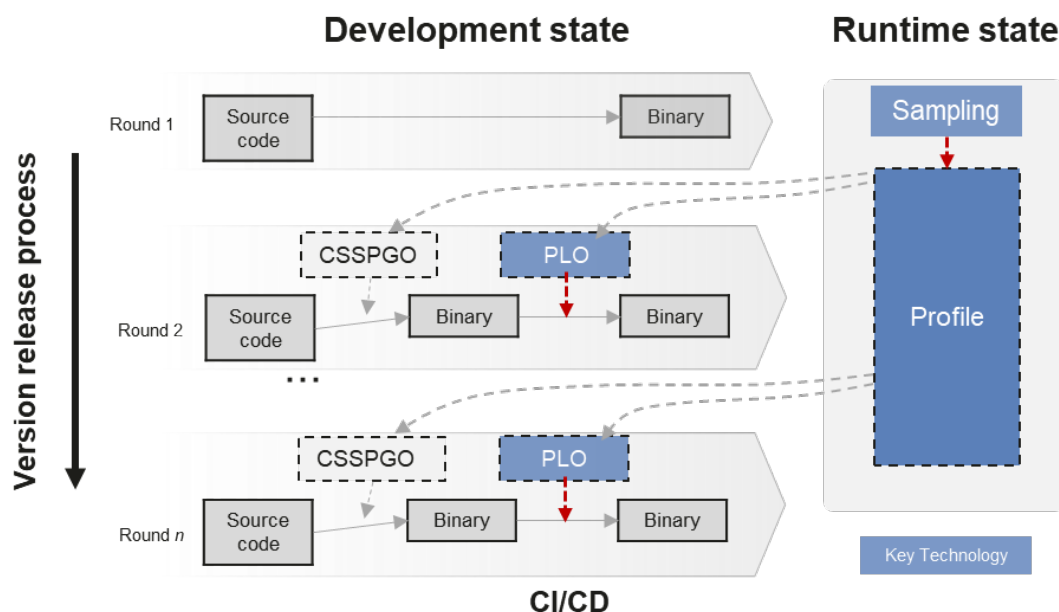 Development state
Runtime state
Version release process
Round 1
Source
code
Binary
Sampling
Profile
CSSPGO
PLO
Round 2
Source
code
Binary
Binary
...
CSSPGO
PLO
Round n
Source
code
Binary
Binary
Key Technology
CI/CD